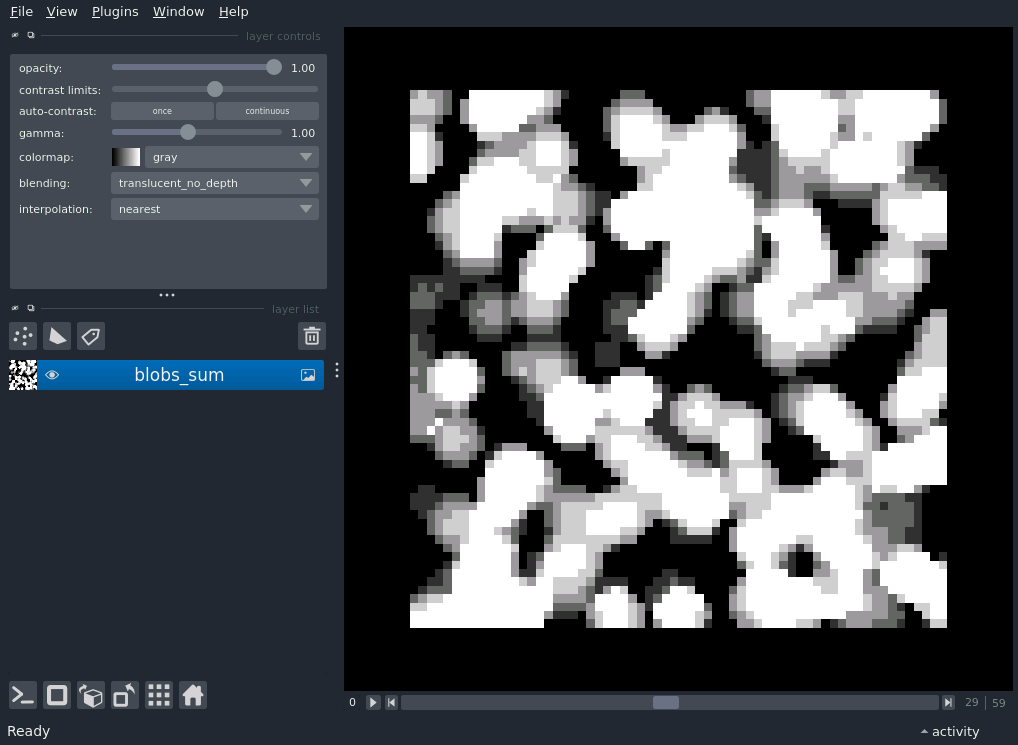 File View Plugins Window Help
layer controls
opacity: 1.00
contrast limits:
auto-contrast: once continuous
gamma: 1.00
colormap: gray
blending: translucent_no_depth
interpolation: nearest
layer list
blobs_sum
0 29 59
Ready activity